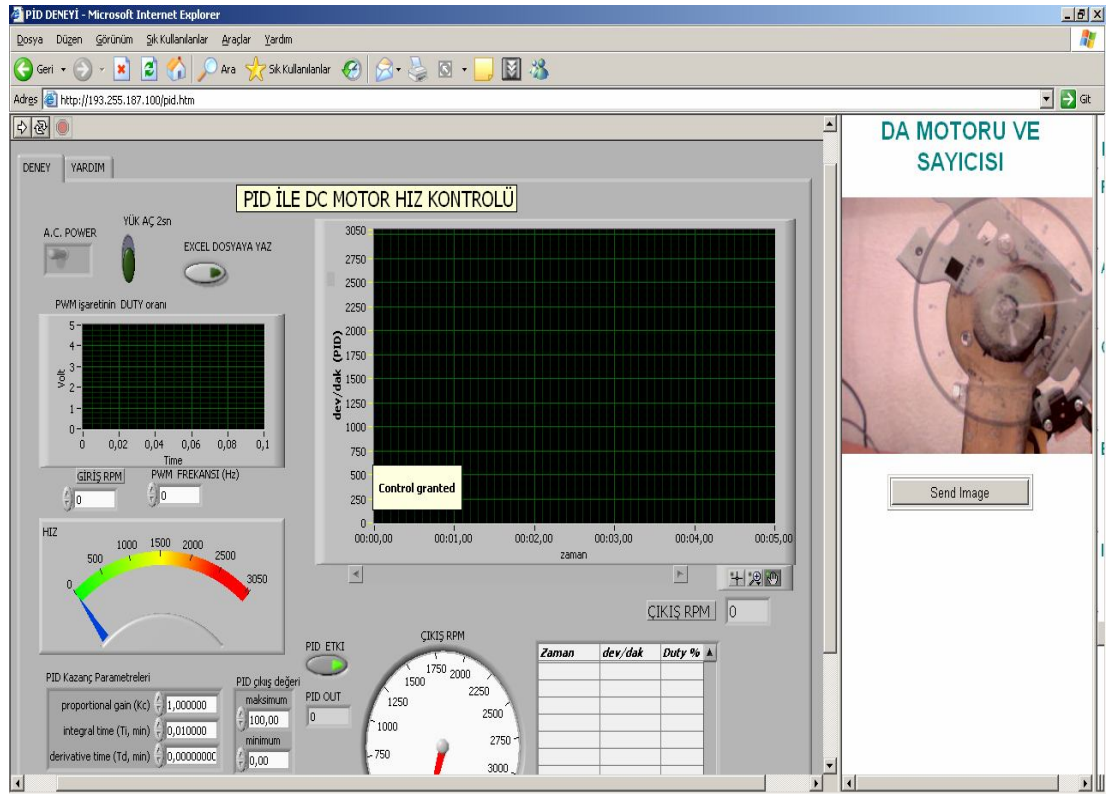 PİD DENEYİ - Microsoft Internet Explorer
Dosya Düzen Görünüm Sık Kullanılanlar Araçlar Yardım
Geri Ara Sık Kullanılanlar
Adres http://193.255.187.100/pid.htm Git
DENEY YARDIM
PID İLE DC MOTOR HIZ KONTROLÜ
A.C. POWER
YÜK AÇ 2sn
EXCEL DOSYAYA YAZ
PWM işaretinin DUTY oranı
Volt
5
4
3
2
1
0
0 0,02 0,04 0,06 0,08 0,1
Time
GİRİŞ RPM
0
PWM FREKANSI (Hz)
0
HIZ
0 500 1000 1500 2000 2500 3050
dev/dak (PID)
3050
2750
2500
2250
2000
1750
1500
1250
1000
750
500
250
0
Control granted
00:00,00 00:01,00 00:02,00 00:03,00 00:04,00 00:05,00
zaman
ÇIKIŞ RPM 0
PID Kazanç Parametreleri
proportional gain (Kc) 1,000000
integral time (Ti, min) 0,010000
derivative time (Td, min) 0,0000000
PID çıkış değeri
maksimum
100,00
minimum
0,00
PID ETKI
PID OUT
0
ÇIKIŞ RPM
750 1000 1250 1500 1750 2000 2250 2500 2750 3000
Zaman dev/dak Duty %
DA MOTORU VE
SAYICISI
Send Image